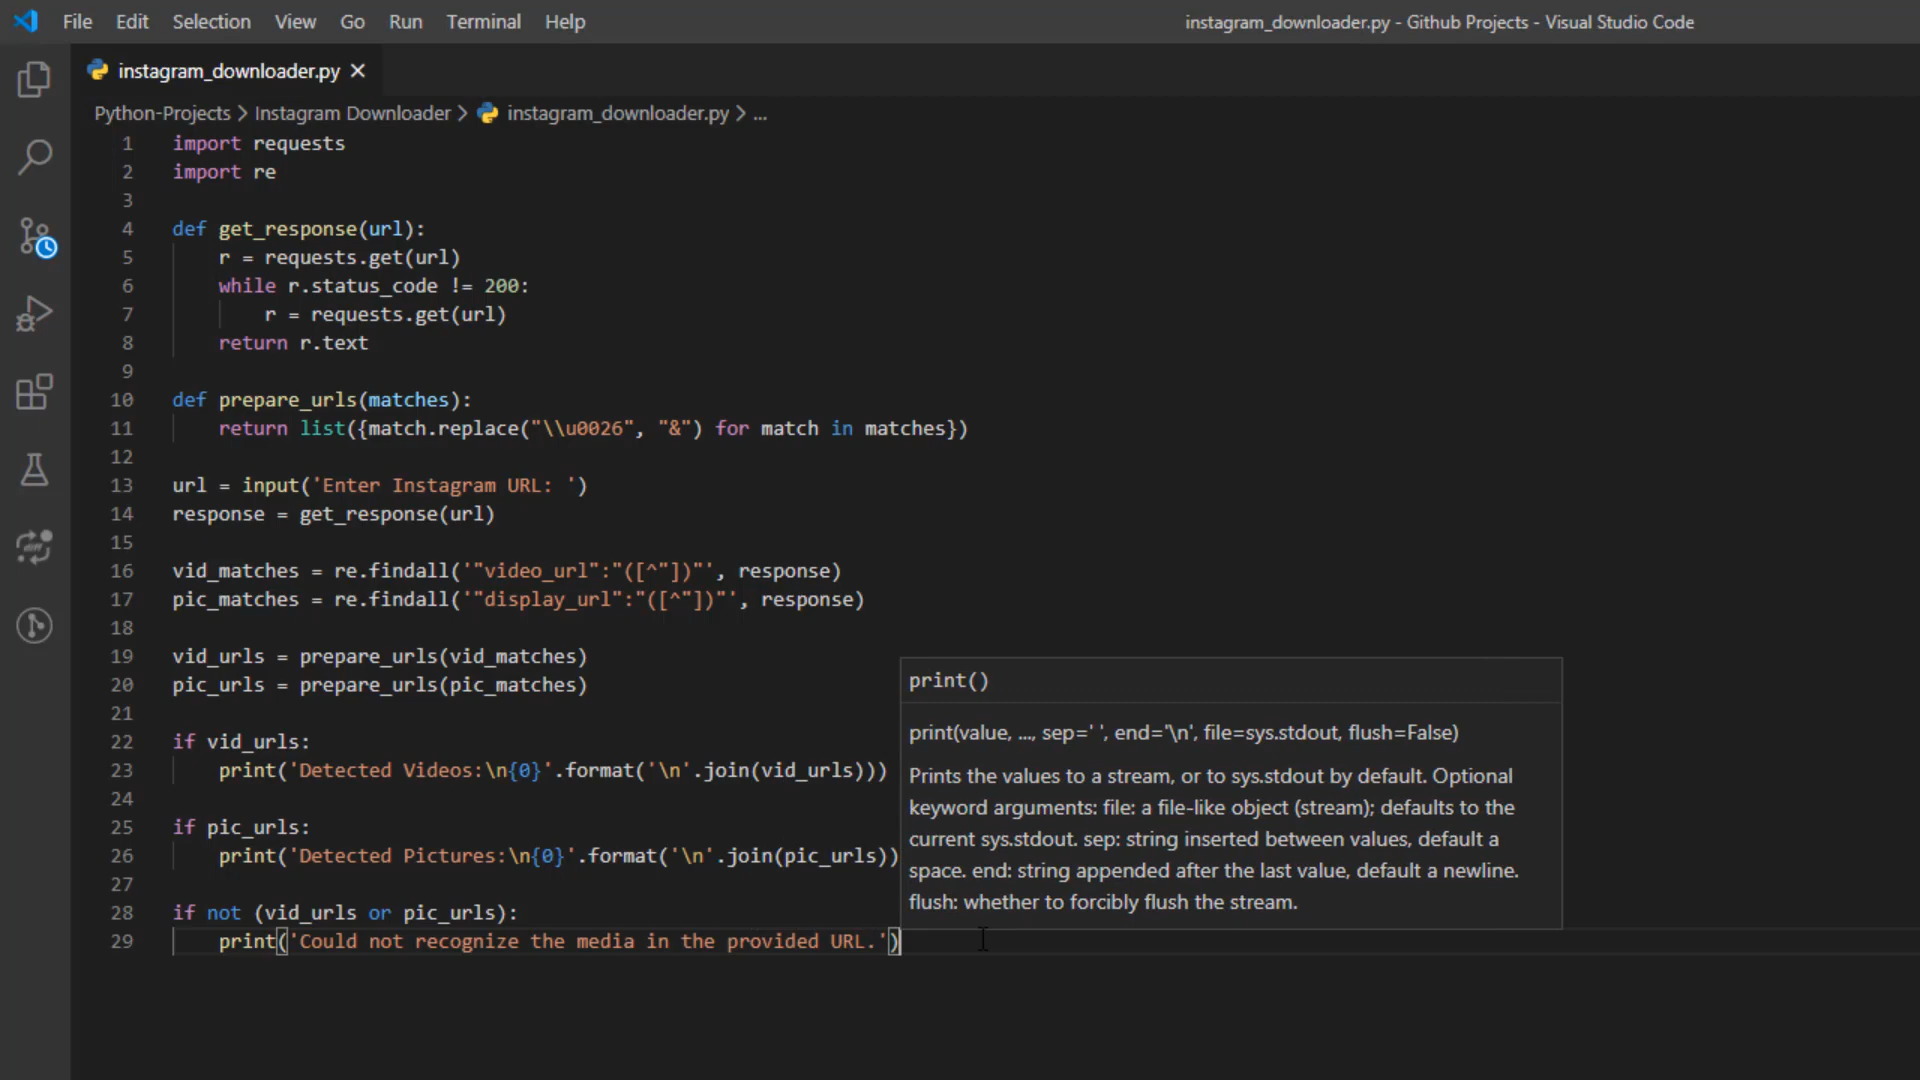 File Edit Selection View Go Run Terminal Help
instagram_downloader.py - Github Projects - Visual Studio Code
instagram_downloader.py
Python-Projects > Instagram Downloader > instagram_downloader.py > ...
1 import requests
2 import re
3
4 def get_response(url):
5     r = requests.get(url)
6     while r.status_code != 200:
7         r = requests.get(url)
8     return r.text
9
10 def prepare_urls(matches):
11     return list({match.replace("\\u0026", "&") for match in matches})
12
13 url = input('Enter Instagram URL: ')
14 response = get_response(url)
15
16 vid_matches = re.findall('"video_url":"([^"])"', response)
17 pic_matches = re.findall('"display_url":"([^"])"', response)
18
19 vid_urls = prepare_urls(vid_matches)
20 pic_urls = prepare_urls(pic_matches)
21
22 if vid_urls:
23     print('Detected Videos:\n{0}'.format('\n'.join(vid_urls)))
24
25 if pic_urls:
26     print('Detected Pictures:\n{0}'.format('\n'.join(pic_urls))
27
28 if not (vid_urls or pic_urls):
29     print('Could not recognize the media in the provided URL.')
print()
print(value, ..., sep=' ', end='\n', file=sys.stdout, flush=False)
Prints the values to a stream, or to sys.stdout by default. Optional
keyword arguments: file: a file-like object (stream); defaults to the
current sys.stdout. sep: string inserted between values, default a
space. end: string appended after the last value, default a newline.
flush: whether to forcibly flush the stream.